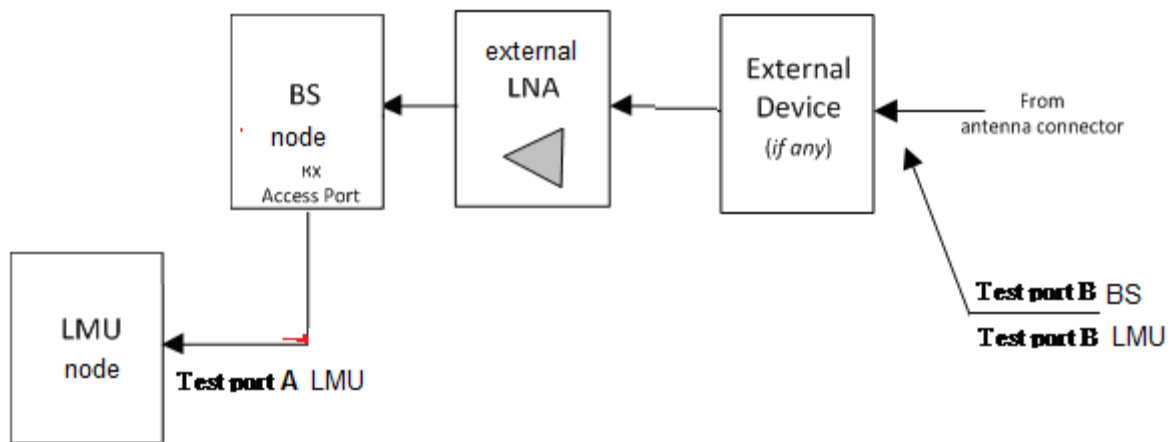 BS
node
RX
Access Port
external
LNA
External
Device
(if any)
From
antenna connector
Test port B BS
Test port B LMU
LMU
node
Test port A LMU